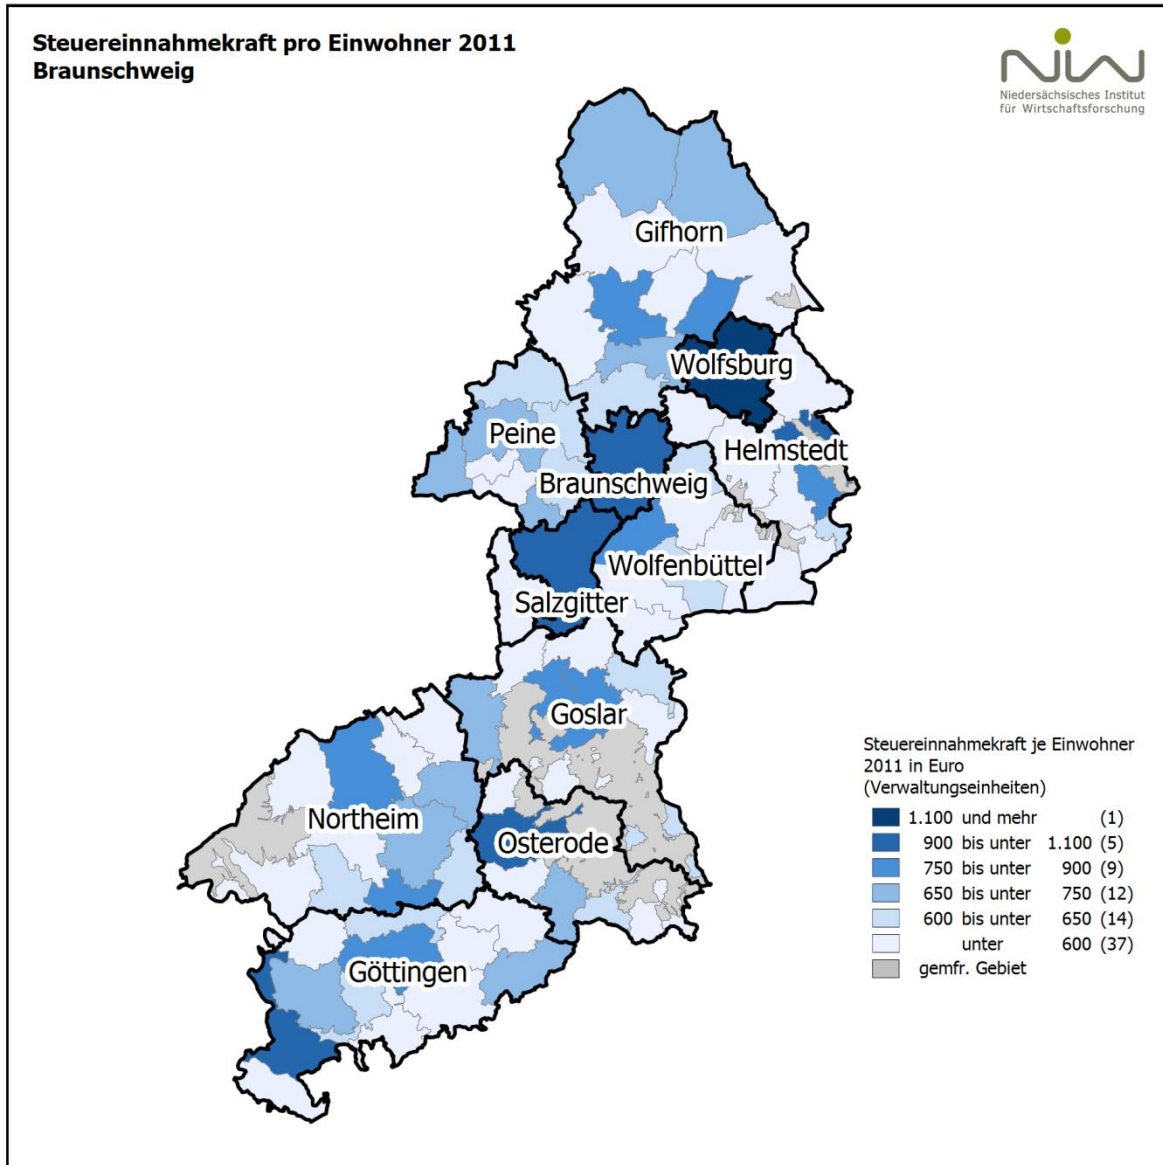 Steuereinnahmekraft pro Einwohner 2011
Braunschweig
NIW
Niedersächsisches Institut
für Wirtschaftsforschung
Gifhorn
Wolfsburg
Peine
Helmstedt
Braunschweig
Wolfenbüttel
Salzgitter
Goslar
Northeim
Osterode
Göttingen
Steuereinnahmekraft je Einwohner
2011 in Euro
(Verwaltungseinheiten)
1.100 und mehr (1)
900 bis unter 1.100 (5)
750 bis unter 900 (9)
650 bis unter 750 (12)
600 bis unter 650 (14)
unter 600 (37)
gemfr. Gebiet